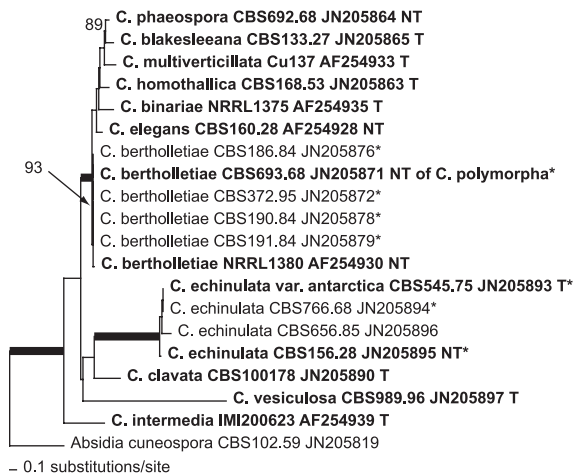 89
C. phaeospora CBS692.68 JN205864 NT
C. blakesleeana CBS133.27 JN205865 T
C. multiverticillata Cu137 AF254933 T
C. homothallica CBS168.53 JN205863 T
C. binariae NRRL1375 AF254935 T
C. elegans CBS160.28 AF254928 NT
C. bertholletiae CBS186.84 JN205876*
93
C. bertholletiae CBS693.68 JN205871 NT of C. polymorpha*
C. bertholletiae CBS372.95 JN205872*
C. bertholletiae CBS190.84 JN205878*
C. bertholletiae CBS191.84 JN205879*
C. bertholletiae NRRL1380 AF254930 NT
C. echinulata var. antarctica CBS545.75 JN205893 T*
C. echinulata CBS766.68 JN205894*
C. echinulata CBS656.85 JN205896
C. echinulata CBS156.28 JN205895 NT*
C. clavata CBS100178 JN205890 T
C. vesiculosa CBS989.96 JN205897 T
C. intermedia IMI200623 AF254939 T
Absidia cuneospora CBS102.59 JN205819
0.1 substitutions/site